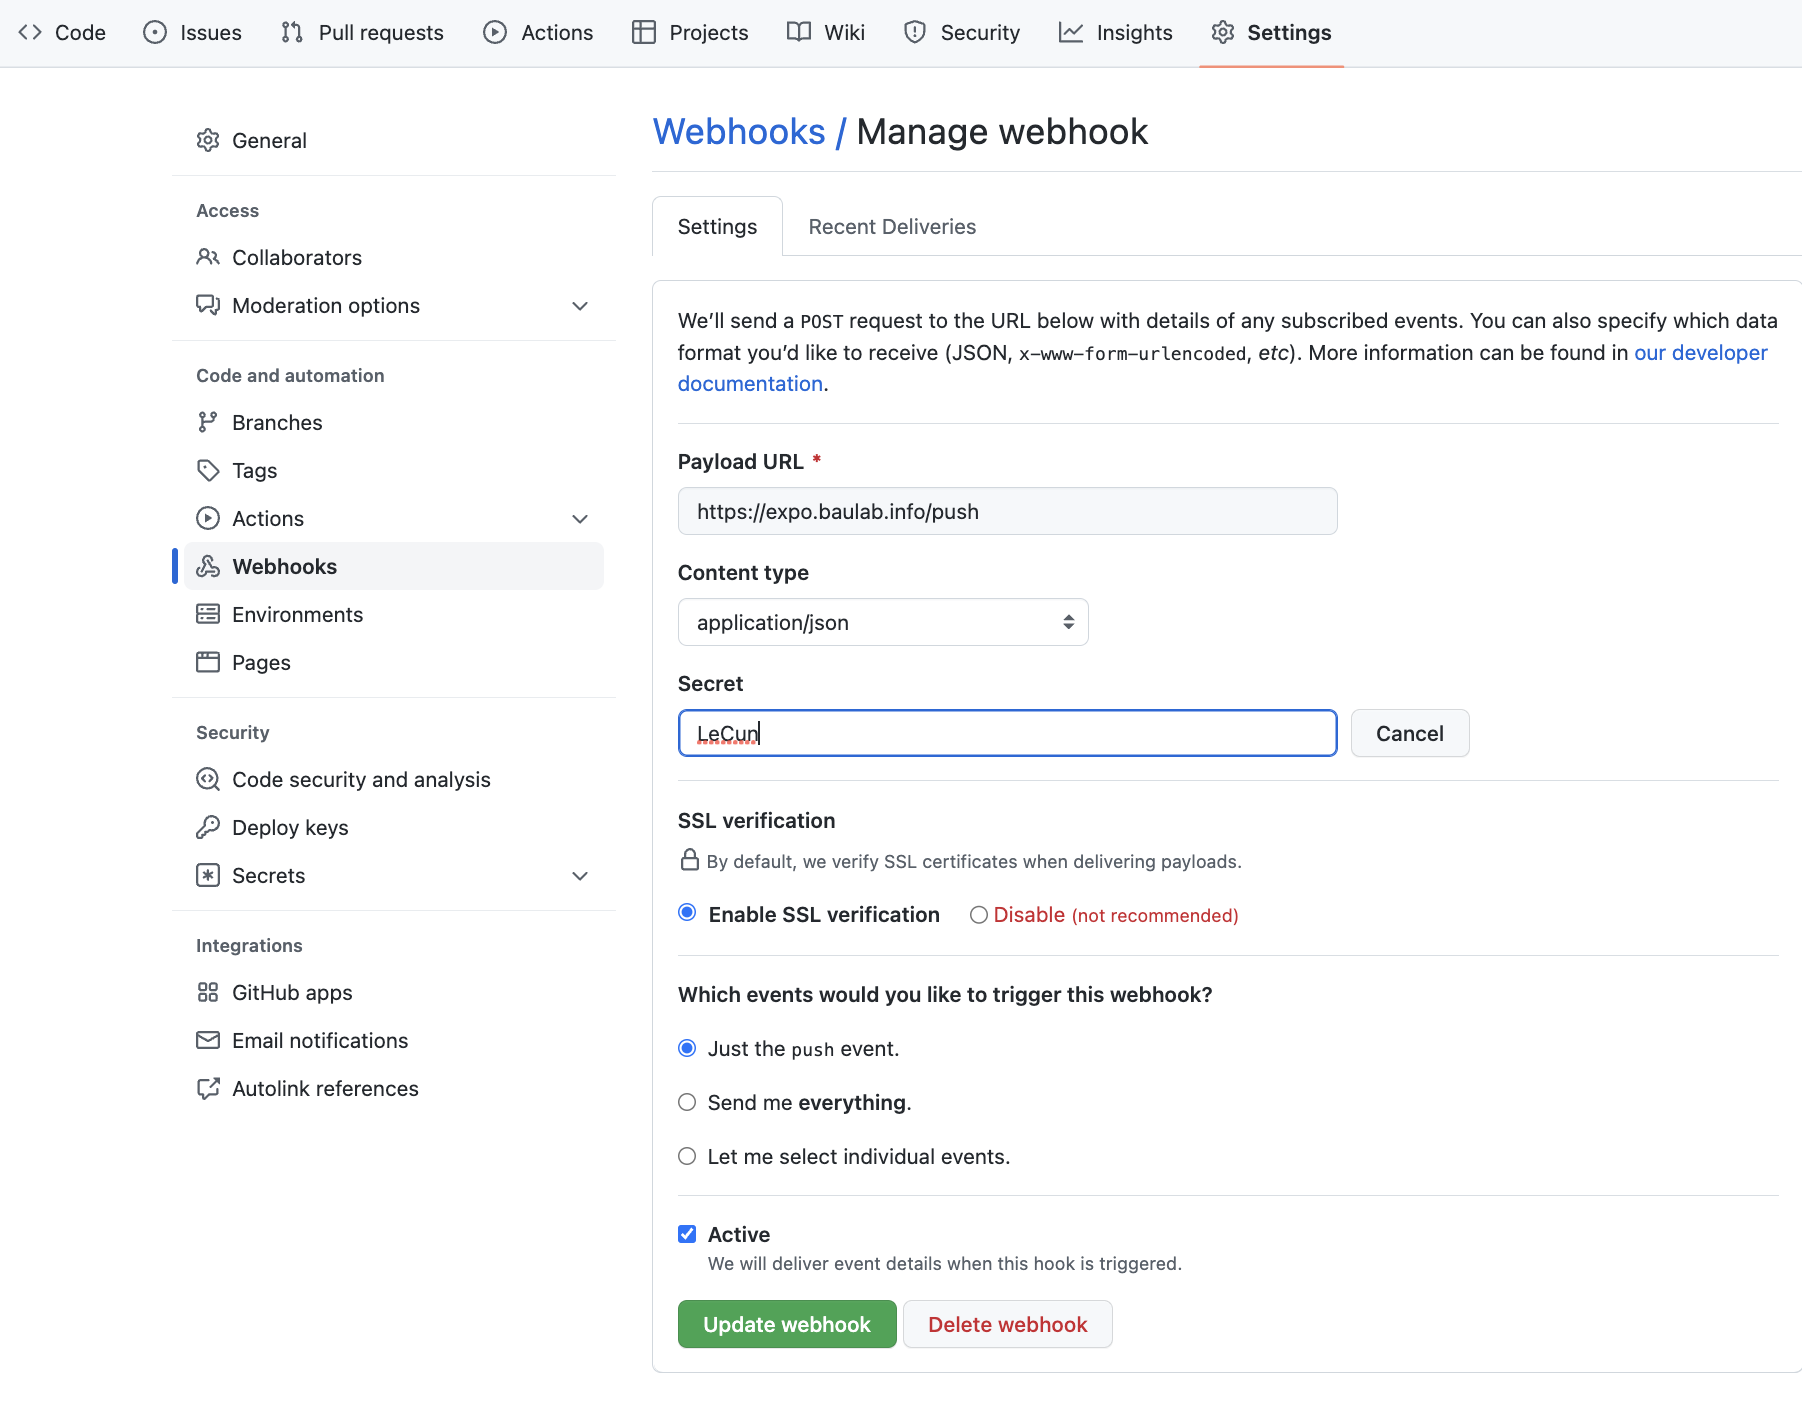 Code Issues Pull requests Actions Projects Wiki Security Insights Settings
General
Access
Collaborators
Moderation options
Code and automation
Branches
Tags
Actions
Webhooks
Environments
Pages
Security
Code security and analysis
Deploy keys
Secrets
Integrations
GitHub apps
Email notifications
Autolink references
Webhooks / Manage webhook
Settings Recent Deliveries
We’ll send a POST request to the URL below with details of any subscribed events. You can also specify which data
format you’d like to receive (JSON, x-www-form-urlencoded, etc). More information can be found in our developer
documentation.
Payload URL *
https://expo.baulab.info/push
Content type
application/json
Secret
LeCun Cancel
SSL verification
By default, we verify SSL certificates when delivering payloads.
Enable SSL verification Disable (not recommended)
Which events would you like to trigger this webhook?
Just the push event.
Send me everything.
Let me select individual events.
Active
We will deliver event details when this hook is triggered.
Update webhook Delete webhook